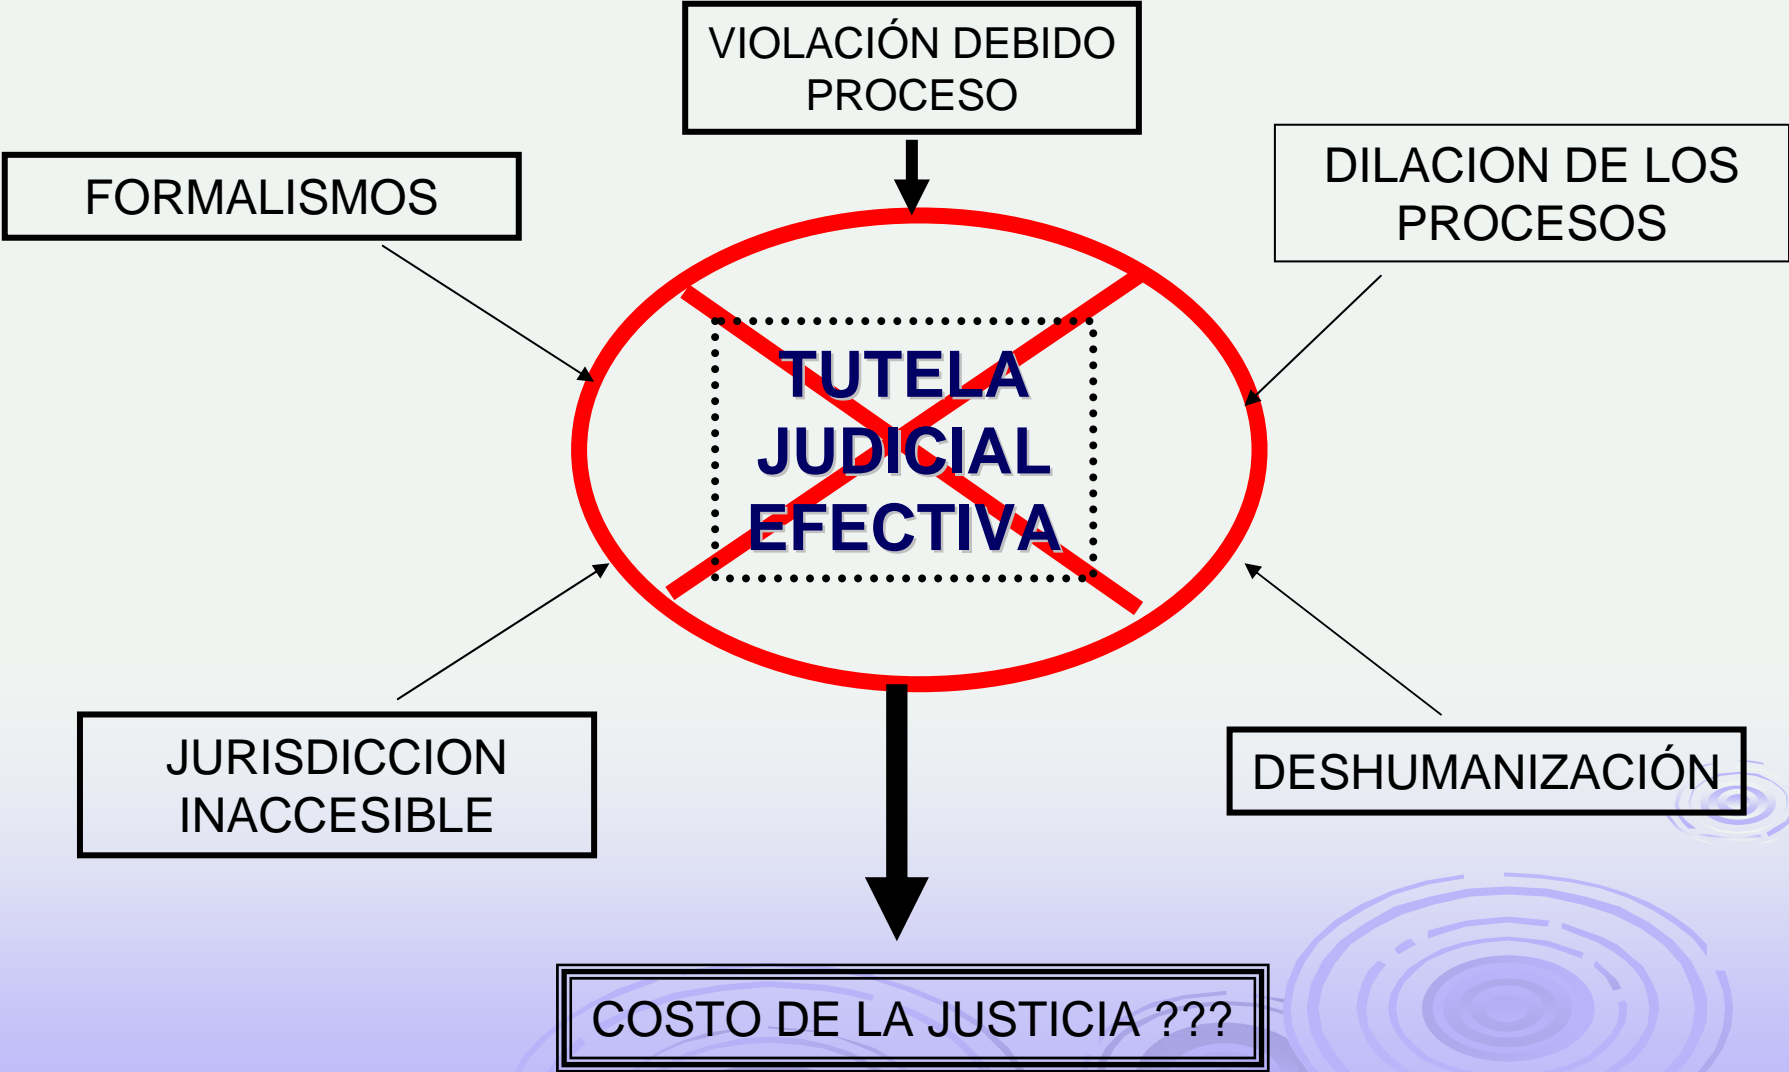 VIOLACIÓN DEBIDO
PROCESO
FORMALISMOS
DILACION DE LOS
PROCESOS
TUTELA
JUDICIAL
EFECTIVA
JURISDICCION
INACCESIBLE
DESHUMANIZACIÓN
COSTO DE LA JUSTICIA ???